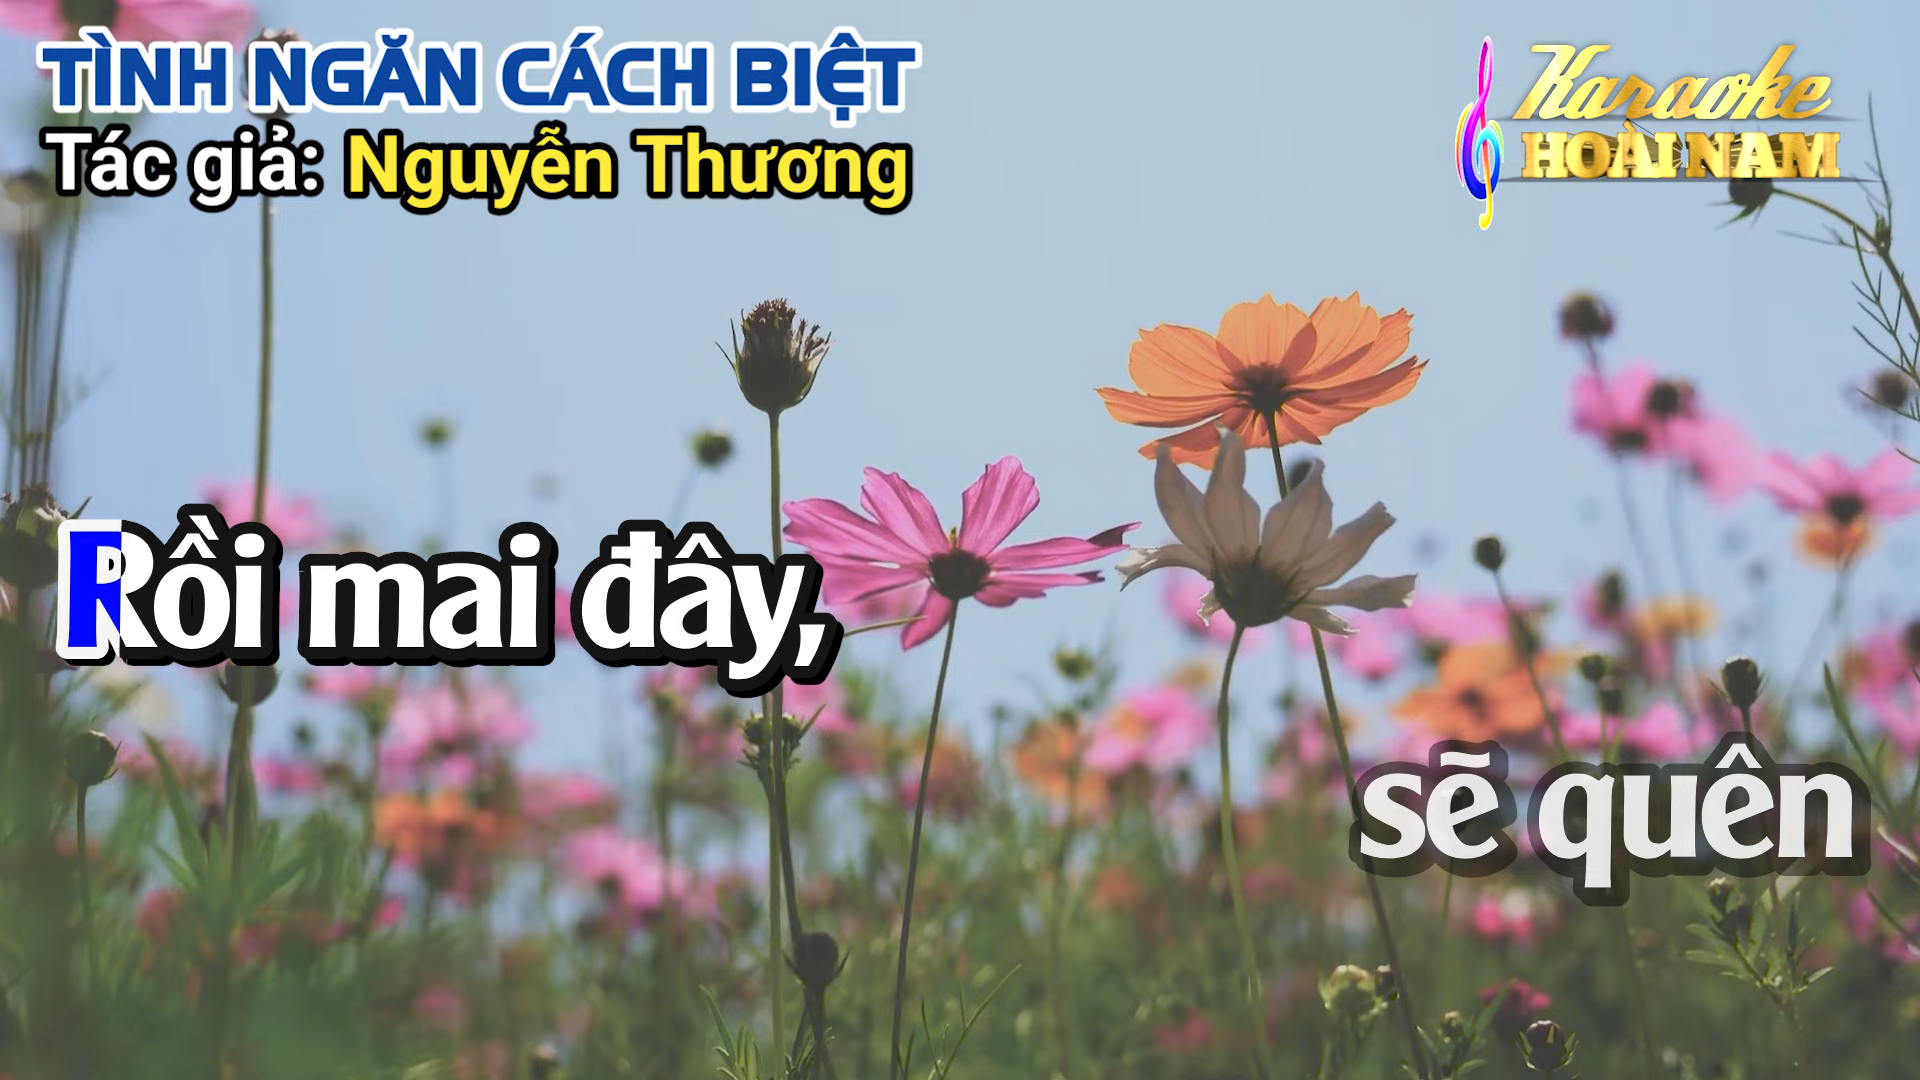 TÌNH NGĂN CÁCH BIỆT
Tác giả: Nguyễn Thương
Karaoke
HOÀI NAM
Rồi mai đây,
sẽ quên